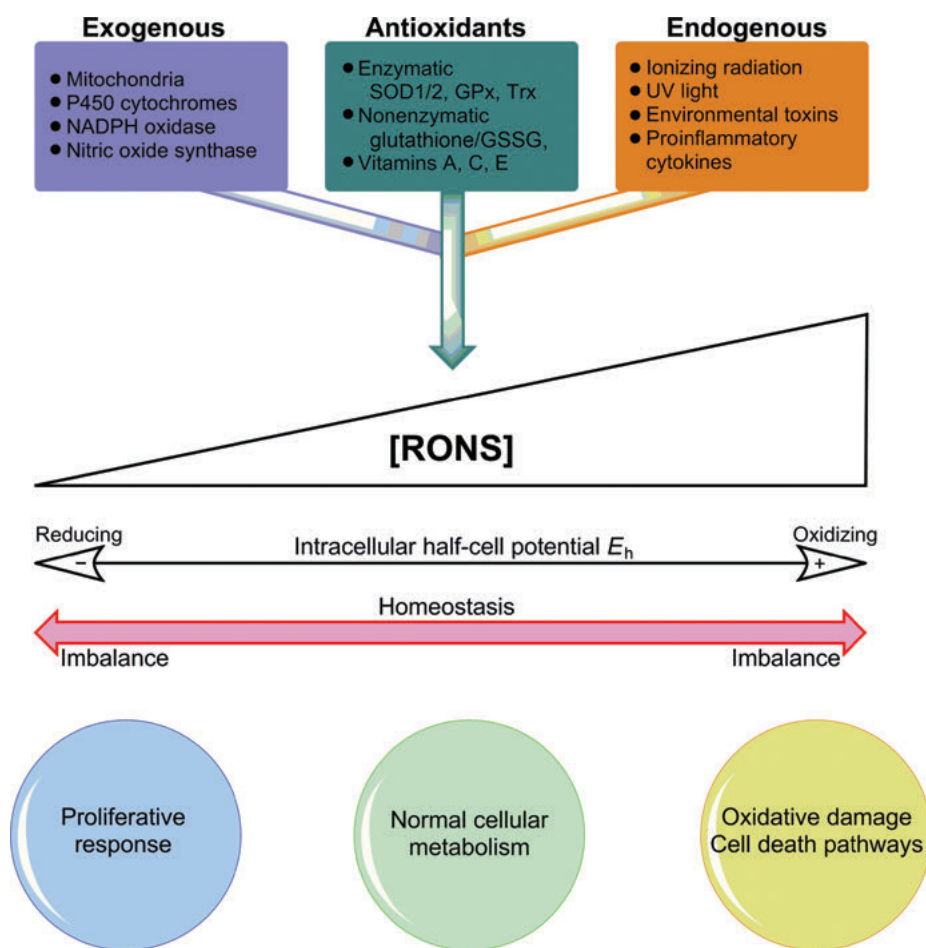 Exogenous
● Mitochondria
● P450 cytochromes
● NADPH oxidase
● Nitric oxide synthase
Antioxidants
● Enzymatic
SOD1/2, GPx, Trx
● Nonenzymatic
glutathione/GSSG,
● Vitamins A, C, E
Endogenous
● Ionizing radiation
● UV light
● Environmental toxins
● Proinflammatory
cytokines
[RONS]
Reducing
Intracellular half-cell potential Eh
Oxidizing
−
+
Homeostasis
Imbalance
Imbalance
Proliferative
response
Normal cellular
metabolism
Oxidative damage
Cell death pathways